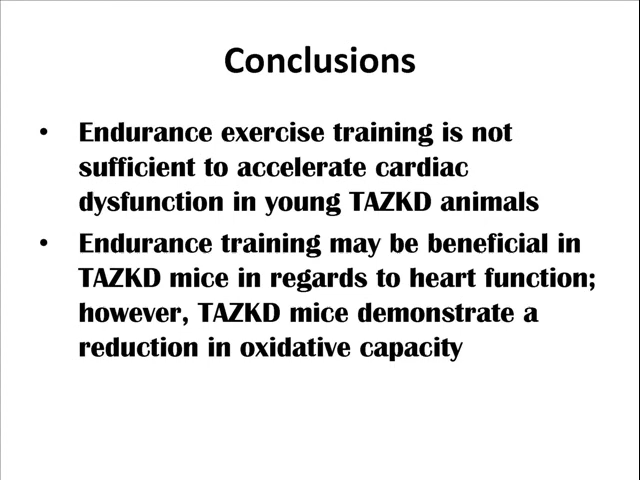 Conclusions
• Endurance exercise training is not
sufficient to accelerate cardiac
dysfunction in young TAZKD animals
• Endurance training may be beneficial in
TAZKD mice in regards to heart function;
however, TAZKD mice demonstrate a
reduction in oxidative capacity